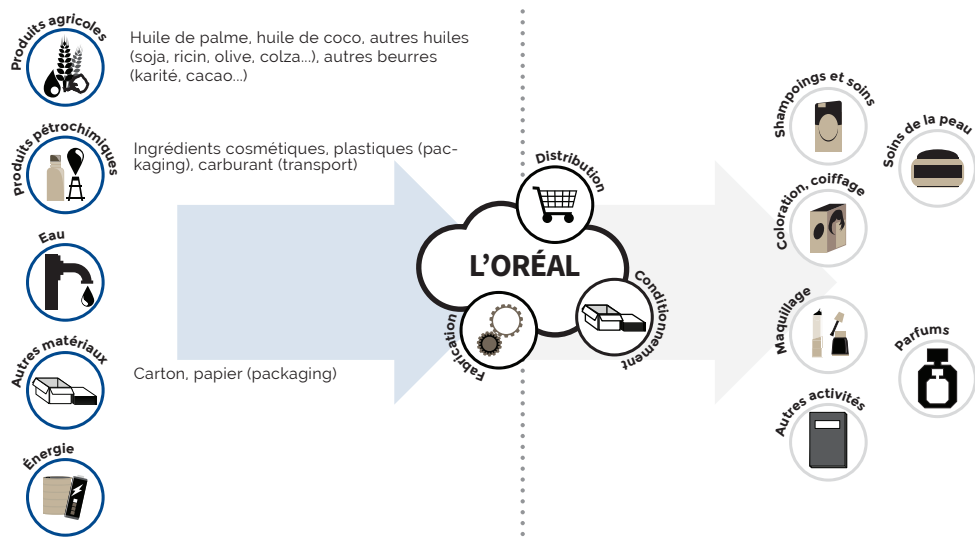 Produits agricoles
Huile de palme, huile de coco, autres huiles
(soja, ricin, olive, colza...), autres beurres
(karité, cacao...)
Produits pétrochimiques
Ingrédients cosmétiques, plastiques (pac-
kaging), carburant (transport)
Eau
Autres matériaux
Carton, papier (packaging)
Énergie
Distribution
L'ORÉAL
Fabrication
Conditionnement
Shampoings et soins
Soins de la peau
Coloration, coiffage
Maquillage
Parfums
Autres activités